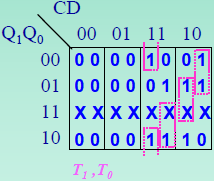 CD
Q1Q0 00 01 11 10
00 0 0 0 0 1 0 0 1
01 0 0 0 0 0 1 1 1
11 X X X X X X X X
10 0 0 0 0 1 1 1 0
T1 ,T0